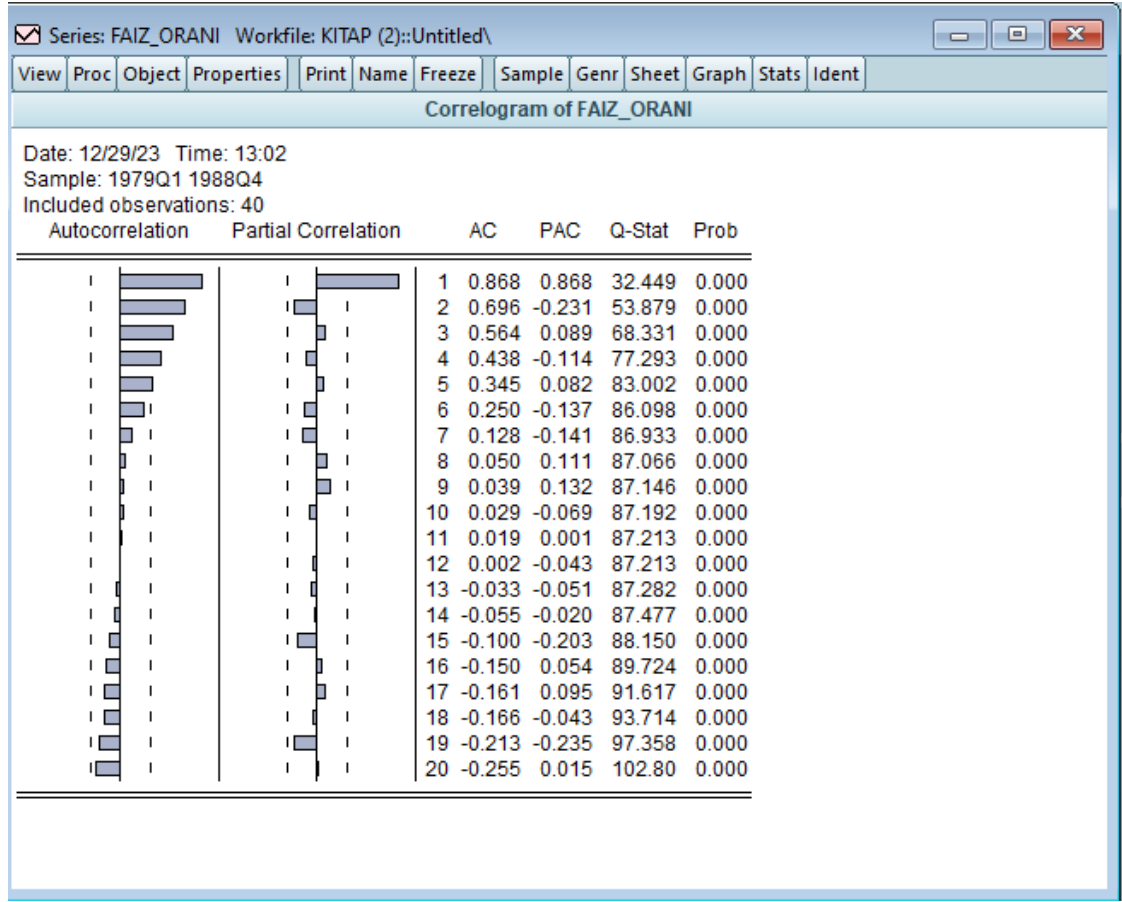 Series: FAIZ_ORANI Workfile: KITAP (2)::Untitled\
View Proc Object Properties Print Name Freeze Sample Genr Sheet Graph Stats Ident
Correlogram of FAIZ_ORANI
Date: 12/29/23 Time: 13:02
Sample: 1979Q1 1988Q4
Included observations: 40
Autocorrelation Partial Correlation AC PAC Q-Stat Prob
1 0.868 0.868 32.449 0.000
2 0.696 -0.231 53.879 0.000
3 0.564 0.089 68.331 0.000
4 0.438 -0.114 77.293 0.000
5 0.345 0.082 83.002 0.000
6 0.250 -0.137 86.098 0.000
7 0.128 -0.141 86.933 0.000
8 0.050 0.111 87.066 0.000
9 0.039 0.132 87.146 0.000
10 0.029 -0.069 87.192 0.000
11 0.019 0.001 87.213 0.000
12 0.002 -0.043 87.213 0.000
13 -0.033 -0.051 87.282 0.000
14 -0.055 -0.020 87.477 0.000
15 -0.100 -0.203 88.150 0.000
16 -0.150 0.054 89.724 0.000
17 -0.161 0.095 91.617 0.000
18 -0.166 -0.043 93.714 0.000
19 -0.213 -0.235 97.358 0.000
20 -0.255 0.015 102.80 0.000